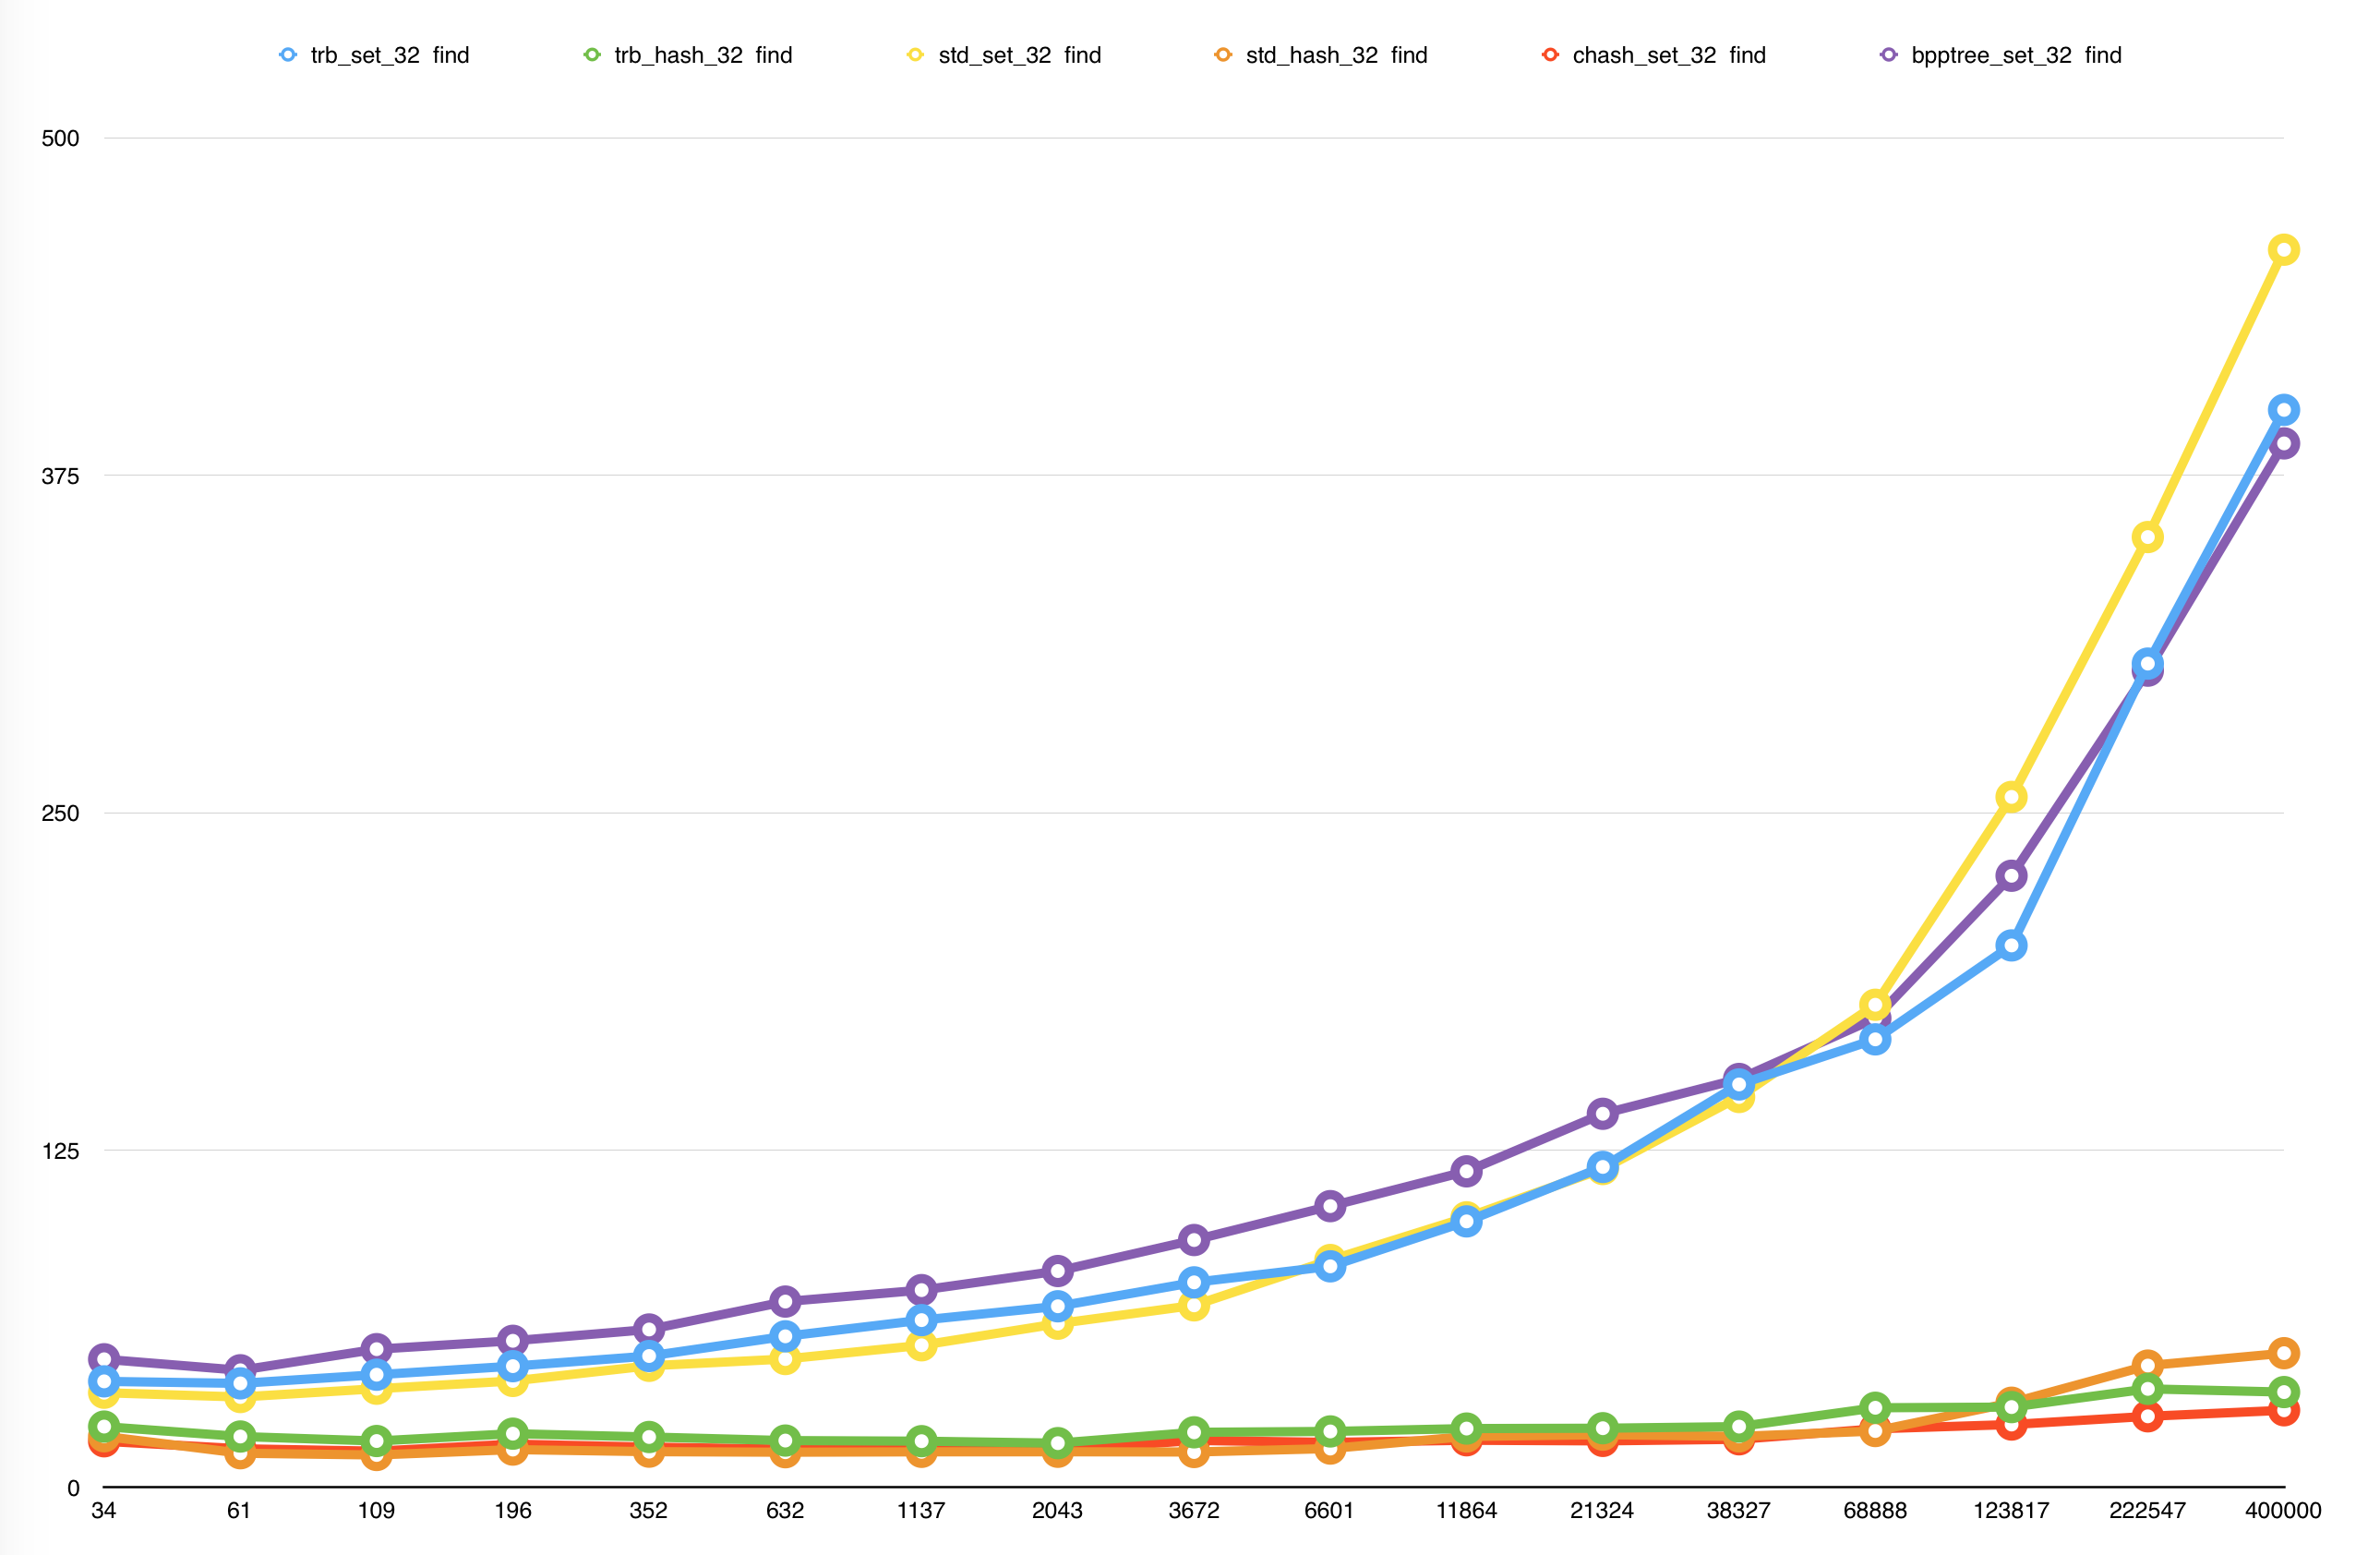 trb_set_32 find trb_hash_32 find std_set_32 find std_hash_32 find chash_set_32 find bpptree_set_32 find
500
375
250
125
0
34 61 109 196 352 632 1137 2043 3672 6601 11864 21324 38327 68888 123817 222547 400000